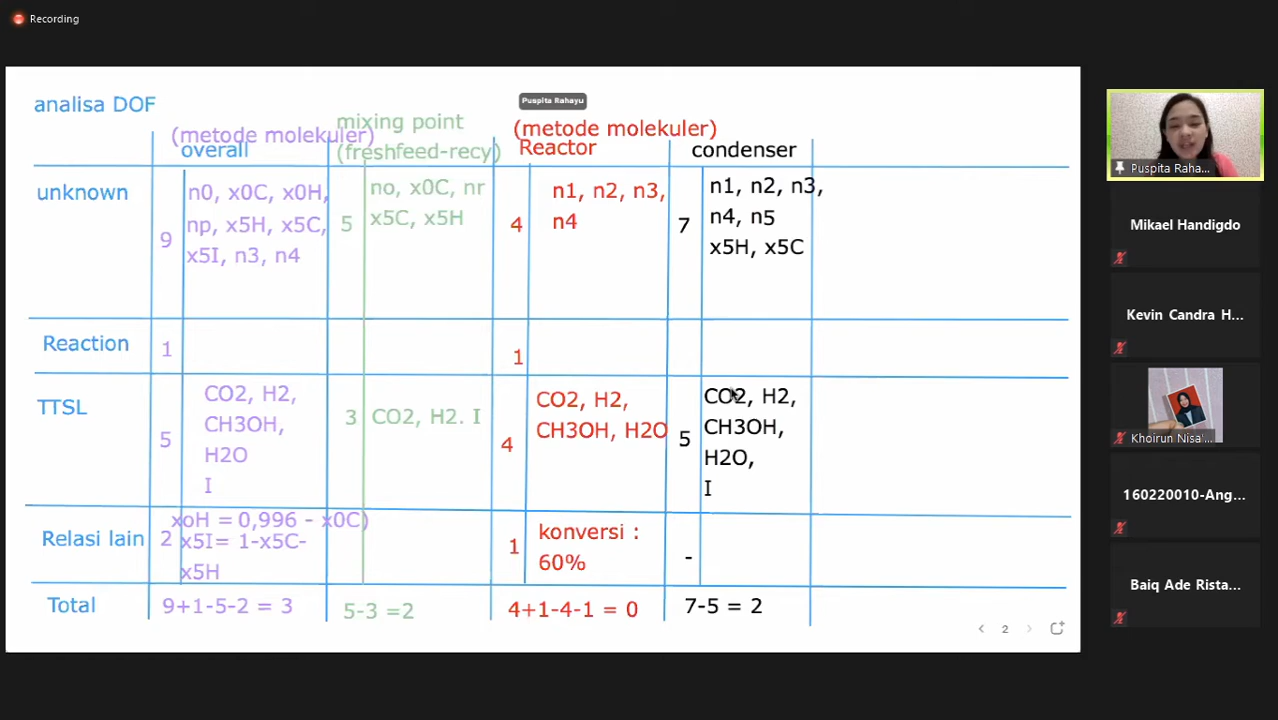 Recording
Puspita Rahayu
analisa DOF
(metode molekuler)
overall
mixing point
(freshfeed-recy)
(metode molekuler)
Reactor
condenser
unknown
9
n0, x0C, x0H,
np, x5H, x5C,
x5I, n3, n4
5
no, x0C, nr
x5C, x5H
4
n1, n2, n3,
n4
7
n1, n2, n3,
n4, n5
x5H, x5C
Reaction
1
1
TTSL
5
CO2, H2,
CH3OH,
H2O
I
3
CO2, H2. I
4
CO2, H2,
CH3OH, H2O
5
CO2, H2,
CH3OH,
H2O,
I
Relasi lain
2
xoH = 0,996 - x0C)
x5I= 1-x5C-
x5H
1
konversi :
60%
-
Total
9+1-5-2 = 3
5-3 =2
4+1-4-1 = 0
7-5 = 2
2
Puspita Raha...
Mikael Handigdo
Kevin Candra H...
Khoirun Nisa'...
160220010-Ang...
Baiq Ade Rista...